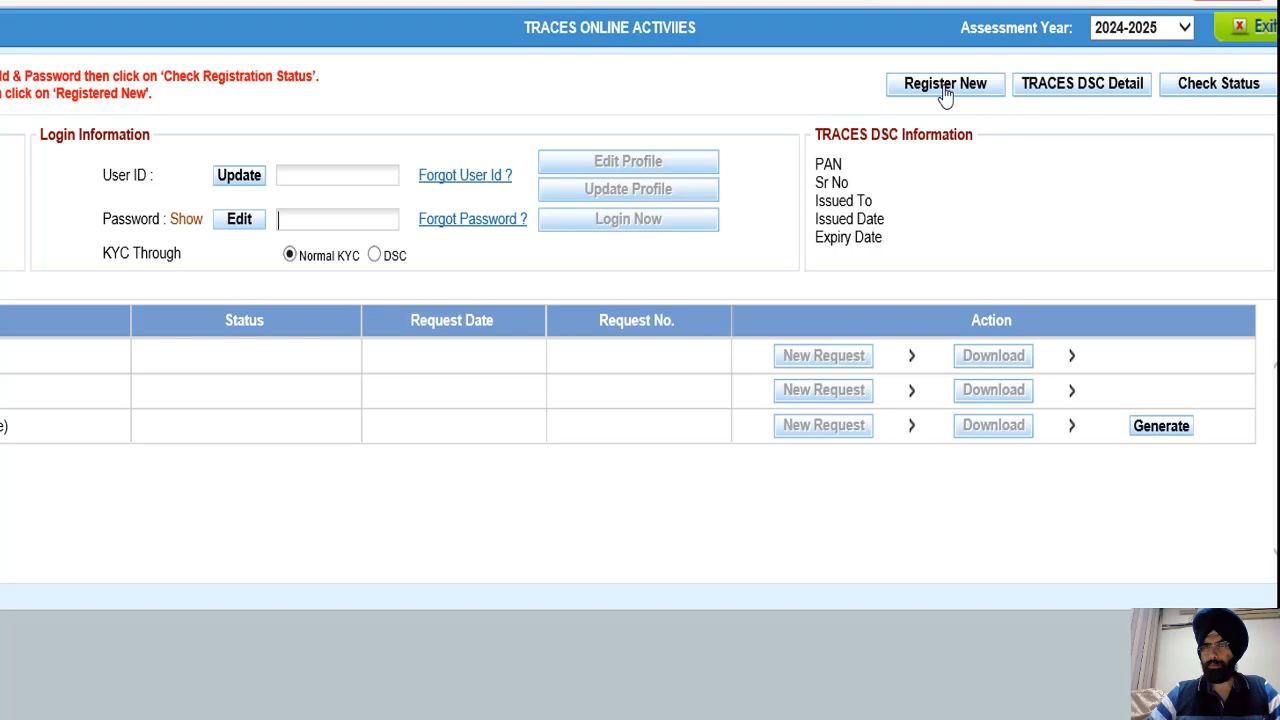 TRACES ONLINE ACTIVIIES
Assessment Year: 2024-2025
Exit
d & Password then click on 'Check Registration Status'.
click on 'Registered New'.
Register New
TRACES DSC Detail
Check Status
Login Information
User ID :
Update
Forgot User Id ?
Edit Profile
Update Profile
Password : Show
Edit
Forgot Password ?
Login Now
KYC Through
Normal KYC
DSC
TRACES DSC Information
PAN
Sr No
Issued To
Issued Date
Expiry Date
Status
Request Date
Request No.
Action
New Request
Download
New Request
Download
e)
New Request
Download
Generate